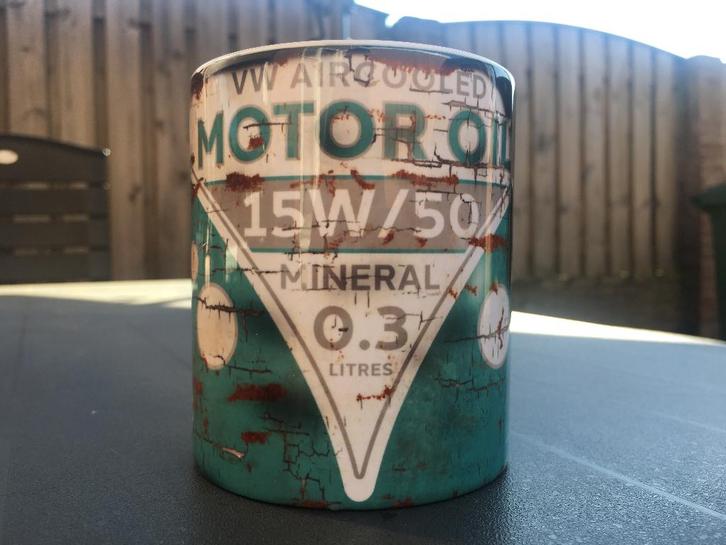 VW AIRCOOLED
MOTOR OIL
15W/50
MINERAL
0.3
LITRES